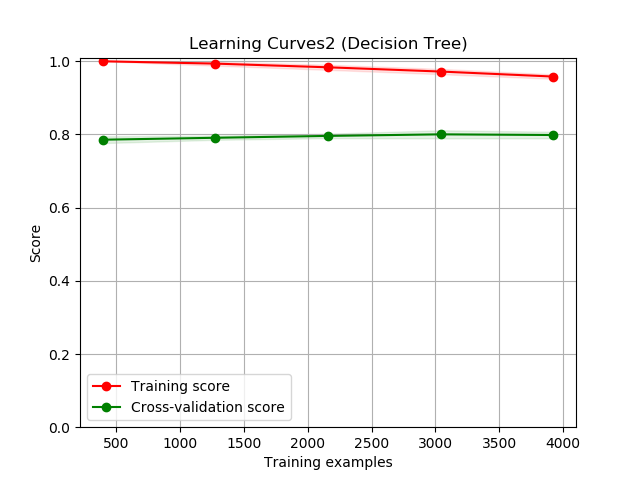 Learning Curves2 (Decision Tree)
1.0
0.8
0.6
0.4
0.2
0.0
Score
Training score
Cross-validation score
500 1000 1500 2000 2500 3000 3500 4000
Training examples